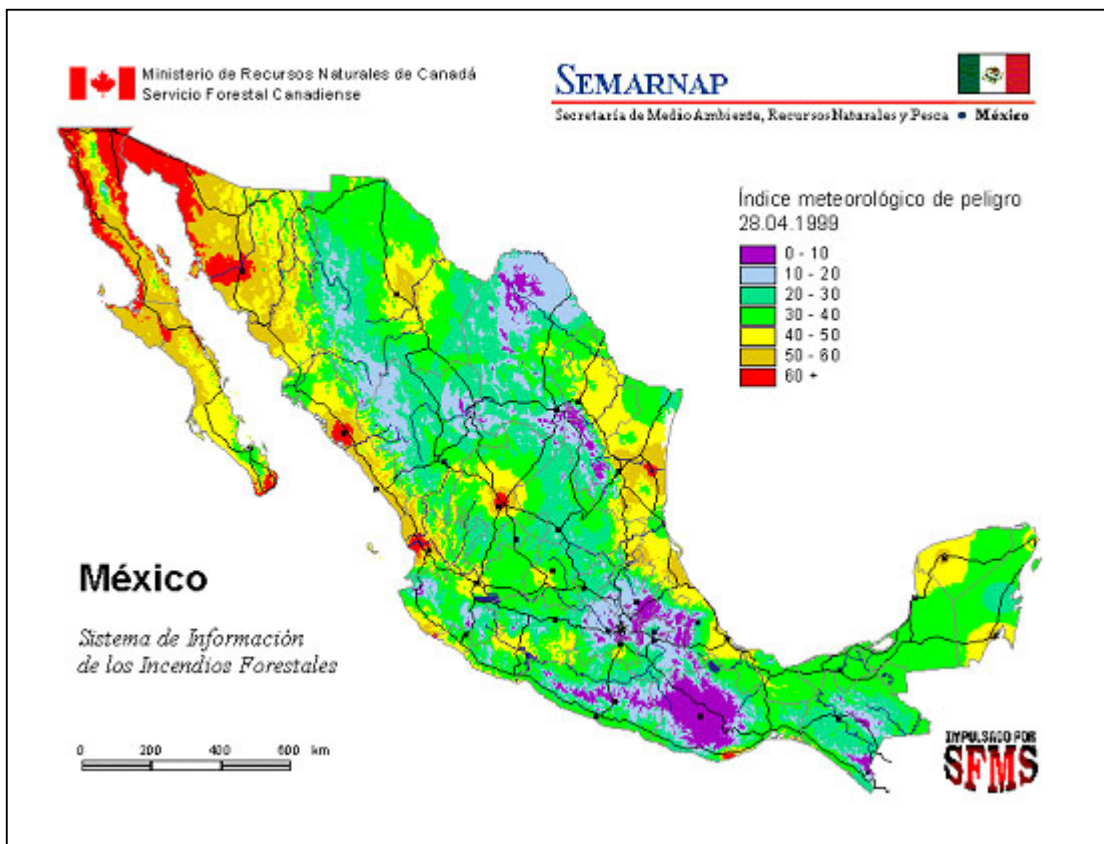 Ministerio de Recursos Naturales de Canadá
Servicio Forestal Canadiense
SEMARNAP
Secretaría de Medio Ambiente, Recursos Naturales y Pesca • México
Índice meteorológico de peligro
28.04.1999
0 - 10
10 - 20
20 - 30
30 - 40
40 - 50
50 - 60
60 +
México
Sistema de Información
de los Incendios Forestales
0 200 400 600 km
IMPULSADO POR
SFMS